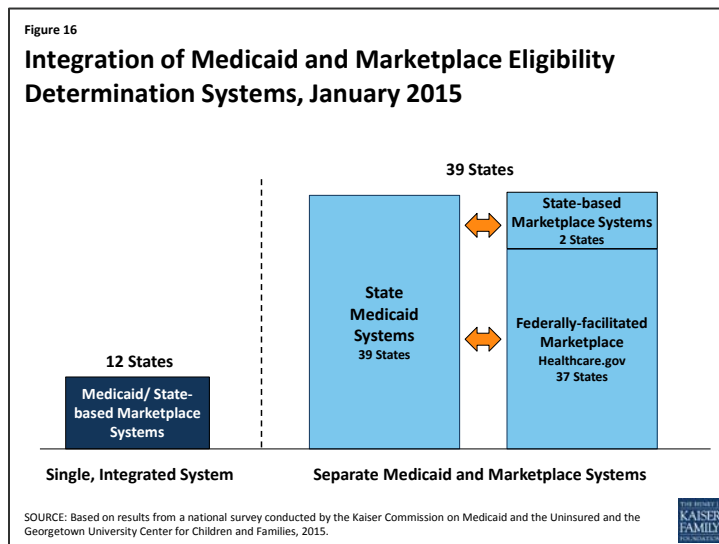 Figure 16
Integration of Medicaid and Marketplace Eligibility
Determination Systems, January 2015
39 States
State-based
Marketplace Systems
2 States
State
Medicaid
Systems
39 States
Federally-facilitated
Marketplace
Healthcare.gov
37 States
12 States
Medicaid/ State-
based Marketplace
Systems
Single, Integrated System
Separate Medicaid and Marketplace Systems
SOURCE: Based on results from a national survey conducted by the Kaiser Commission on Medicaid and the Uninsured and the
Georgetown University Center for Children and Families, 2015.
THE HENRY J.
KAISER
FAMILY
FOUNDATION